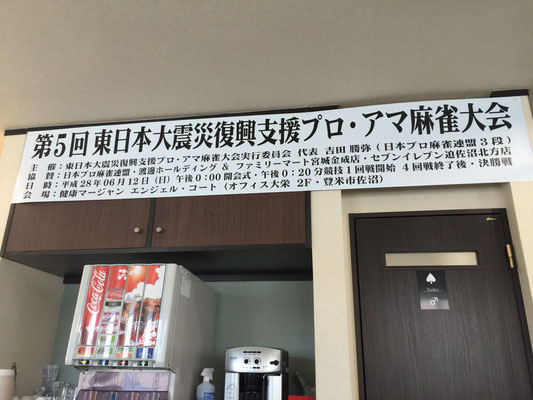 第5回 東日本大震災復興支援プロ・アマ麻雀大会
主 催：東日本大震災復興支援プロ・アマ麻雀大会実行委員会 代表 吉田 勝弥（日本プロ麻雀連盟3段）
協 賛：日本プロ麻雀連盟・渡邉ホールディング ＆ ファミリーマート宮城金成店・セブンイレブン迫佐沼北方店
日 時：平成28年06月12日（日）午後0：00開会式・午後0：20分競技1回戦開始 4回戦終了後・決勝戦
会 場：健康マージャン エンジェル・コート（オフィス大栄 2F・登米市佐沼）
Coca-Cola
Toilet